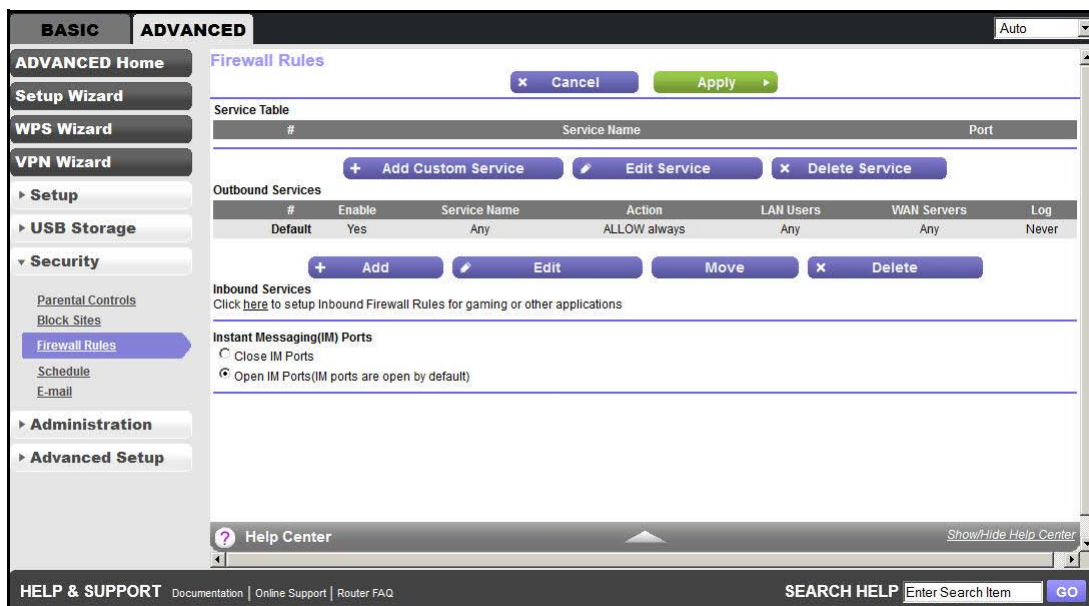 BASIC ADVANCED Auto
ADVANCED Home
Setup Wizard
WPS Wizard
VPN Wizard
Setup
USB Storage
Security
Parental Controls
Block Sites
Firewall Rules
Schedule
E-mail
Administration
Advanced Setup
Firewall Rules
Cancel Apply
Service Table
# Service Name Port
Add Custom Service Edit Service Delete Service
Outbound Services
# Enable Service Name Action LAN Users WAN Servers Log
Default Yes Any ALLOW always Any Any Never
Add Edit Move Delete
Inbound Services
Click here to setup Inbound Firewall Rules for gaming or other applications
Instant Messaging(IM) Ports
Close IM Ports
Open IM Ports(IM ports are open by default)
? Help Center Show/Hide Help Center
HELP & SUPPORT Documentation | Online Support | Router FAQ SEARCH HELP Enter Search Item GO